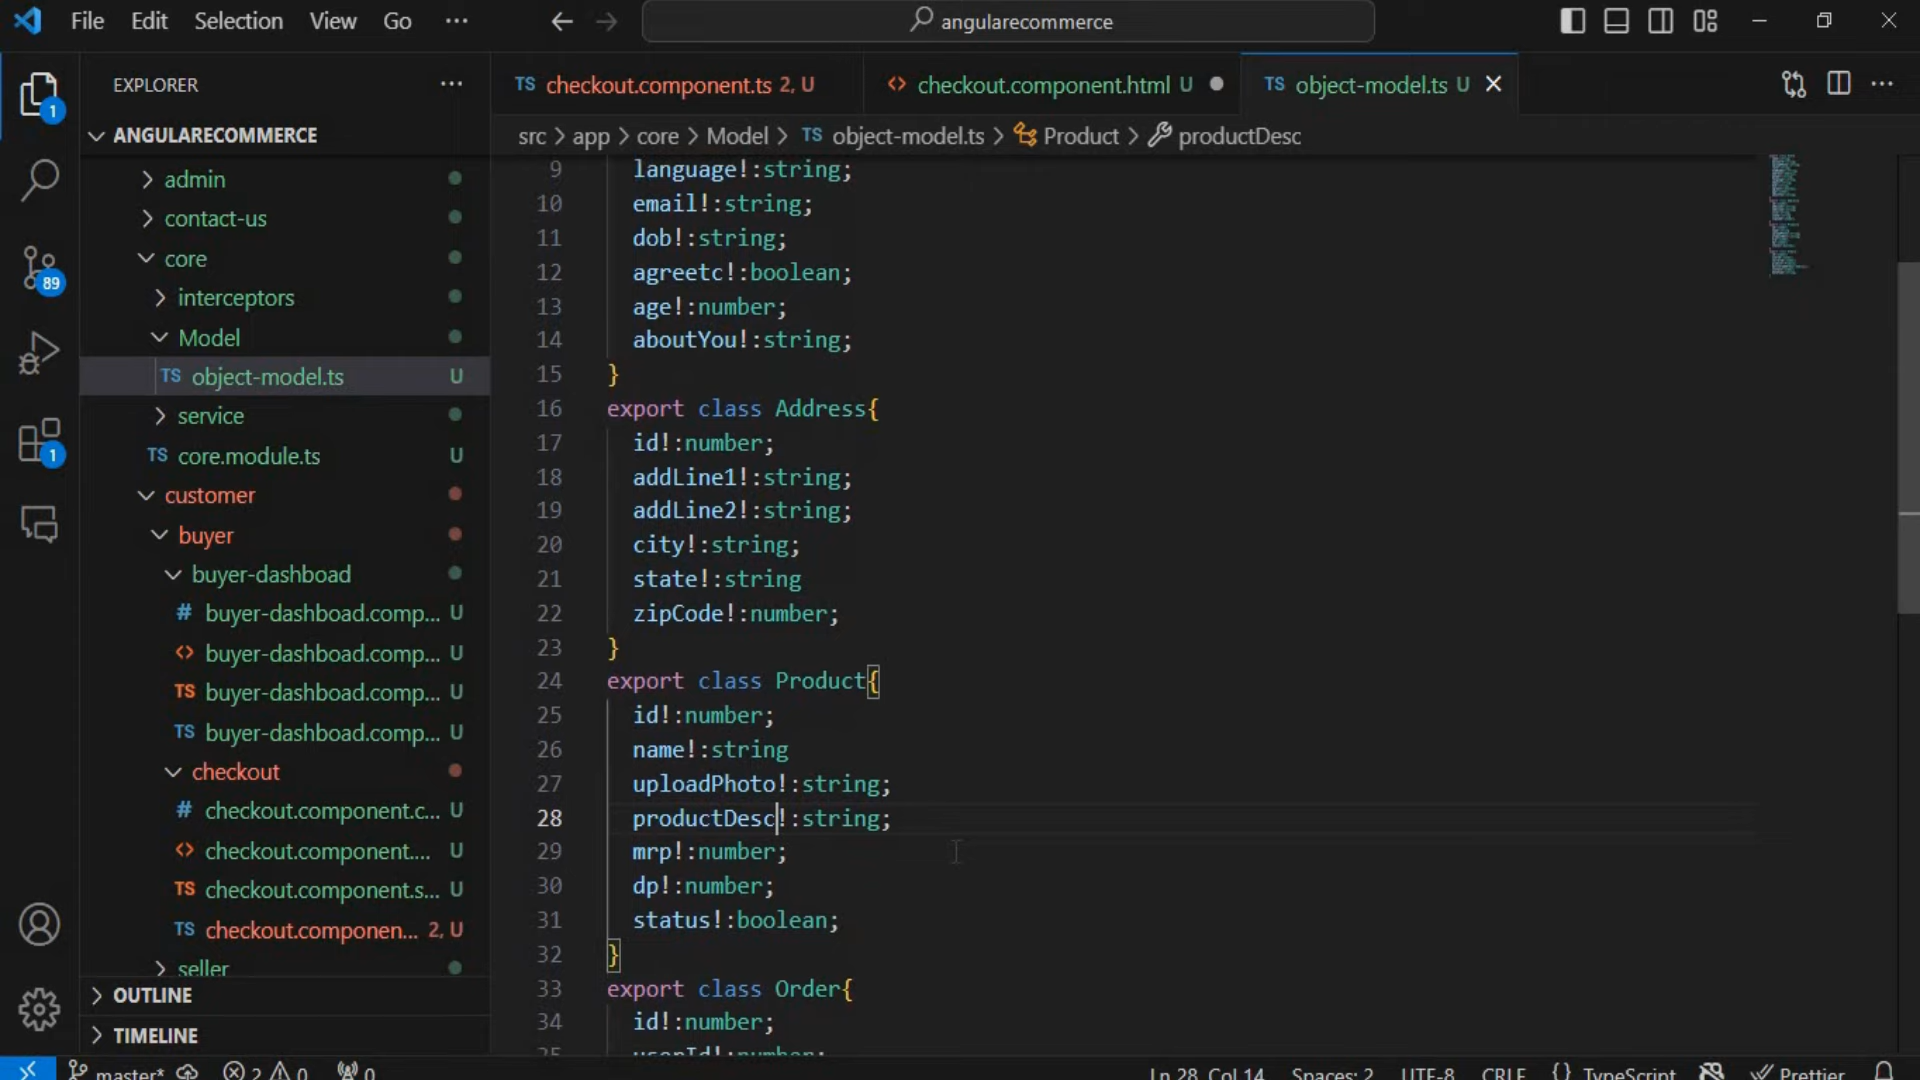 File Edit Selection View Go ···
angularecommerce
EXPLORER ···
ANGULARECOMMERCE
admin
contact-us
core
interceptors
Model
TS object-model.ts U
service
TS core.module.ts U
customer
buyer
buyer-dashboad
# buyer-dashboad.comp... U
<> buyer-dashboad.comp... U
TS buyer-dashboad.comp... U
TS buyer-dashboad.comp... U
checkout
# checkout.component.c... U
<> checkout.component.... U
TS checkout.component.s... U
TS checkout.componen... 2, U
seller
OUTLINE
TIMELINE
1
89
1
TS checkout.component.ts 2, U
<> checkout.component.html U
TS object-model.ts U
src > app > core > Model > TS object-model.ts > Product > productDesc
9 language!:string;
10 email!:string;
11 dob!:string;
12 agreetc!:boolean;
13 age!:number;
14 aboutYou!:string;
15 }
16 export class Address{
17 id!:number;
18 addLine1!:string;
19 addLine2!:string;
20 city!:string;
21 state!:string
22 zipCode!:number;
23 }
24 export class Product{
25 id!:number;
26 name!:string
27 uploadPhoto!:string;
28 productDesc!:string;
29 mrp!:number;
30 dp!:number;
31 status!:boolean;
32 }
33 export class Order{
34 id!:number;
35 userId!:number;
master* 2 0 0 Ln 28, Col 14 Spaces: 2 UTF-8 CRLF {} TypeScript Prettier